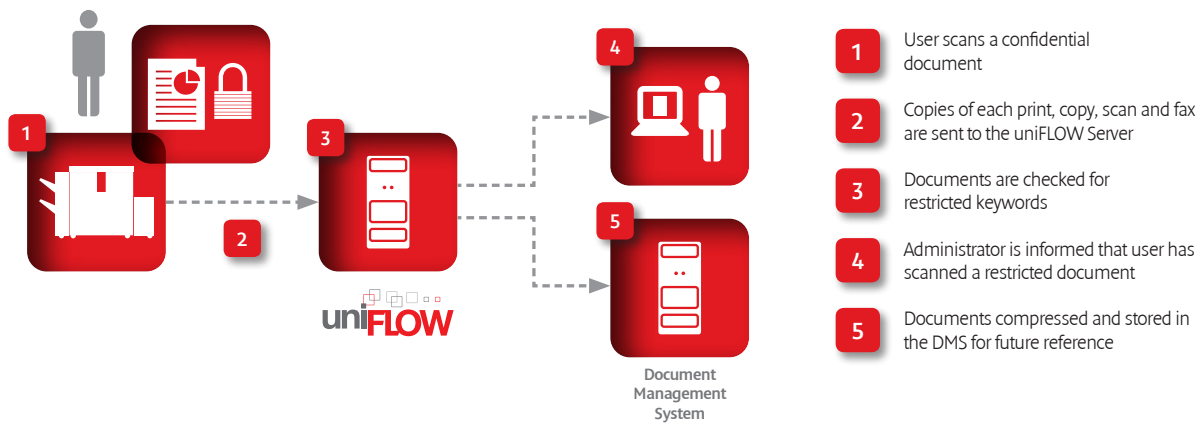 1
2
3
uniFLOW
4
5
Document
Management
System
1
User scans a confidential
document
2
Copies of each print, copy, scan and fax
are sent to the uniFLOW Server
3
Documents are checked for
restricted keywords
4
Administrator is informed that user has
scanned a restricted document
5
Documents compressed and stored in
the DMS for future reference